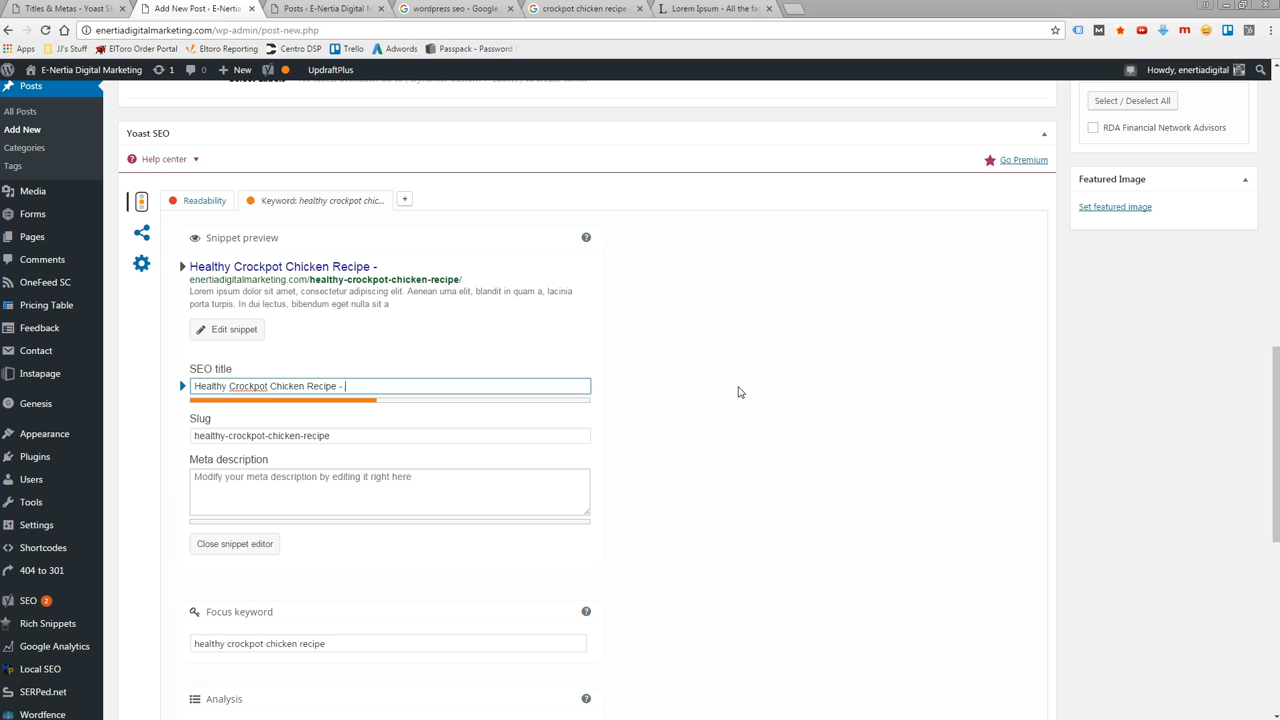 Titles & Metas - Yoast SE
Add New Post ‹ E-Nertia
Posts ‹ E-Nertia Digital M
wordpress seo - Google
crockpot chicken recipe
Lorem Ipsum - All the fa
enertiadigitalmarketing.com/wp-admin/post-new.php
Apps
JJ's Stuff
ElToro Order Portal
Eltoro Reporting
Centro DSP
Trello
Adwords
Passpack - Password
E-Nertia Digital Marketing
1
0
New
UpdraftPlus
Howdy, enertiadigital
Posts
All Posts
Add New
Categories
Tags
Media
Forms
Pages
Comments
OneFeed SC
Pricing Table
Feedback
Contact
Instapage
Genesis
Appearance
Plugins
Users
Tools
Settings
Shortcodes
404 to 301
SEO 2
Rich Snippets
Google Analytics
Local SEO
SERPed.net
Wordfence
Yoast SEO
Help center
Go Premium
Readability
Keyword: healthy crockpot chic...
+
Snippet preview
Healthy Crockpot Chicken Recipe -
enertiadigitalmarketing.com/healthy-crockpot-chicken-recipe/
Lorem ipsum dolor sit amet, consectetur adipiscing elit. Aenean urna elit, blandit in quam a, lacinia
porta turpis. In dui lectus, bibendum eget nulla sit a
Edit snippet
SEO title
Healthy Crockpot Chicken Recipe -
Slug
healthy-crockpot-chicken-recipe
Meta description
Modify your meta description by editing it right here
Close snippet editor
Focus keyword
healthy crockpot chicken recipe
Analysis
Select / Deselect All
RDA Financial Network Advisors
Featured Image
Set featured image